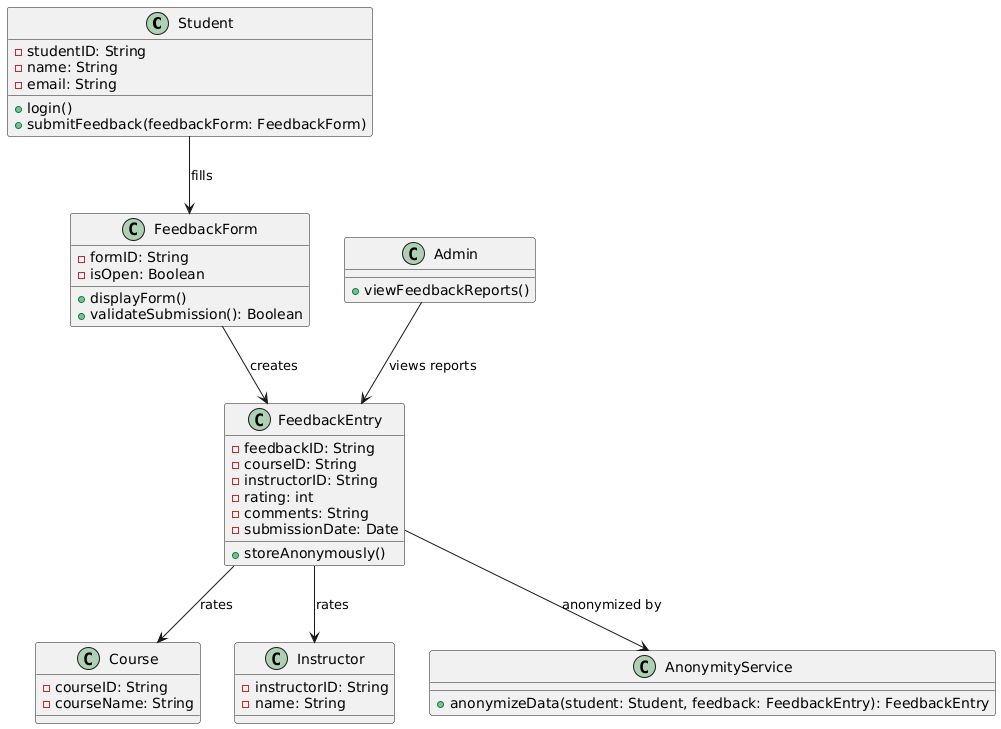 C Student
studentID: String
name: String
email: String
login()
submitFeedback(feedbackForm: FeedbackForm)
fills
C FeedbackForm
formID: String
isOpen: Boolean
displayForm()
validateSubmission(): Boolean
C Admin
viewFeedbackReports()
creates
views reports
C FeedbackEntry
feedbackID: String
courseID: String
instructorID: String
rating: int
comments: String
submissionDate: Date
storeAnonymously()
rates
rates
anonymized by
C Course
courseID: String
courseName: String
C Instructor
instructorID: String
name: String
C AnonymityService
anonymizeData(student: Student, feedback: FeedbackEntry): FeedbackEntry